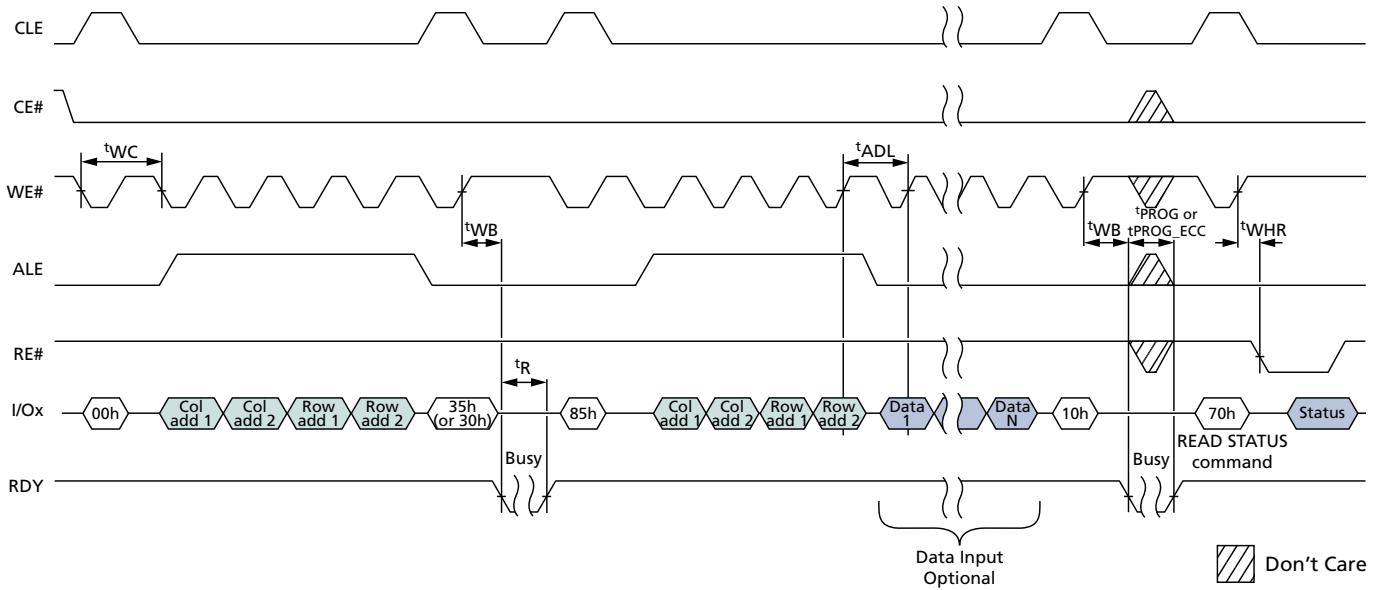 CLE
CE#
tWC
tADL
WE#
tWB
tWB
tPROG or
tPROG_ECC
tWHR
ALE
RE#
tR
I/Ox
00h
Col
add 1
Col
add 2
Row
add 1
Row
add 2
35h
(or 30h)
85h
Col
add 1
Col
add 2
Row
add 1
Row
add 2
Data
1
Data
N
10h
70h
Status
READ STATUS
command
Busy
Busy
RDY
Data Input
Optional
Don't Care